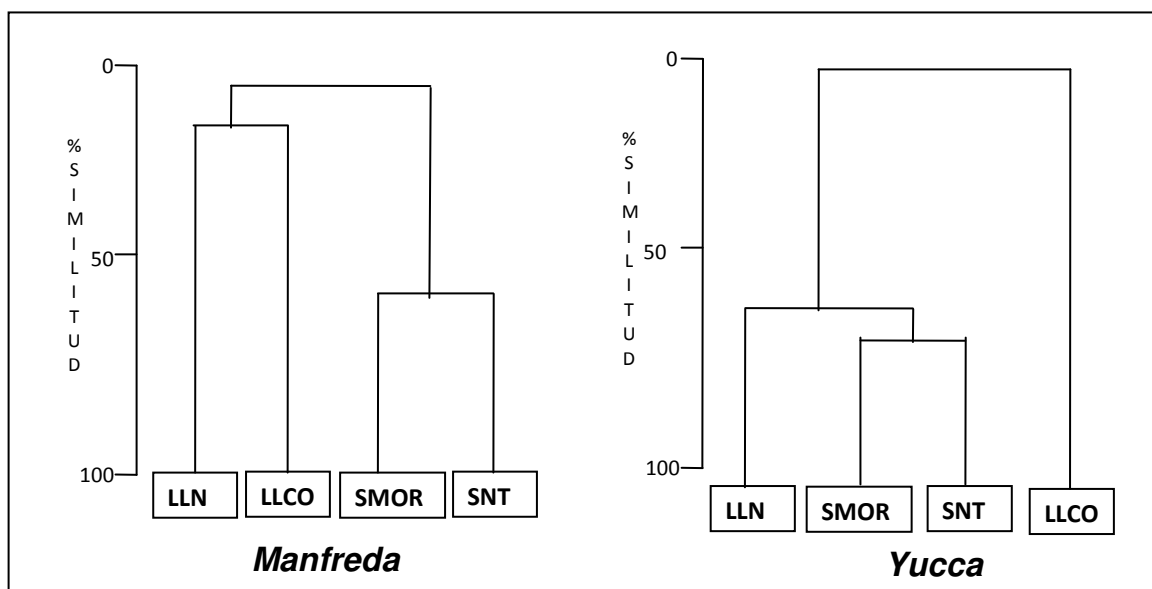 0
50
100
%
S
I
M
I
L
I
T
U
D
LLN LLCO SMOR SNT
Manfreda
0
50
100
%
S
I
M
I
L
I
T
U
D
LLN SMOR SNT LLCO
Yucca